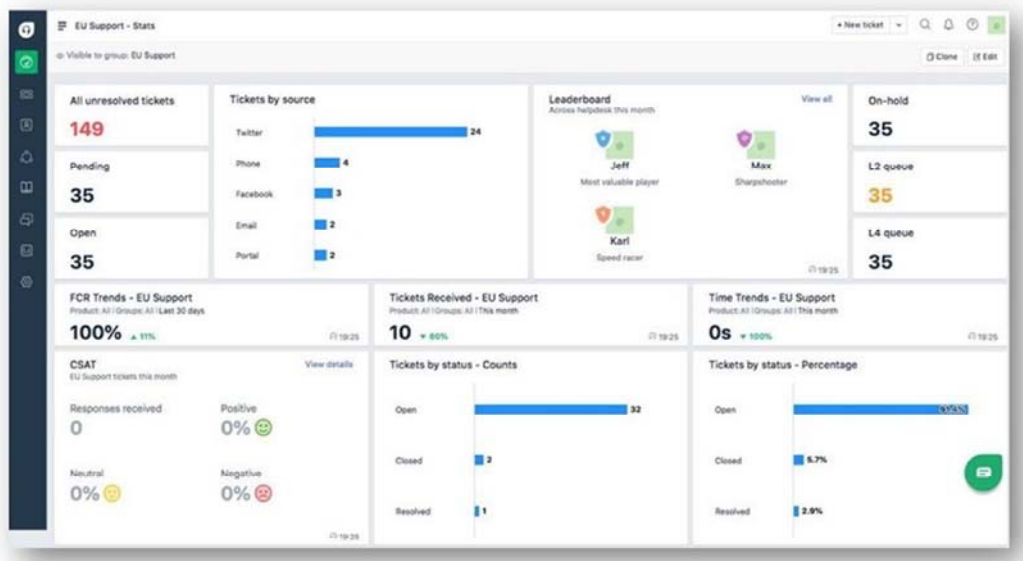 EU Support - Stats
+ New ticket
Visible to group: EU Support
Clone
Edit
All unresolved tickets
149
Pending
35
Open
35
Tickets by source
Twitter 24
Phone 4
Facebook 3
Email 2
Portal 2
Leaderboard
View all
Across helpdesk this month
Jeff
Most valuable player
Max
Sharpshooter
Karl
Speed racer
19:25
On-hold
35
L2 queue
35
L4 queue
35
FCR Trends - EU Support
Product: All | Groups: All | Last 30 days
100% ▲ 11%
19:25
Tickets Received - EU Support
Product: All | Groups: All | This month
10 ▼ 60%
19:25
Time Trends - EU Support
Product: All | Groups: All | This month
0s ▼ 100%
19:25
CSAT
View details
EU Support tickets this month
Responses received
0
Positive
0%
Neutral
0%
Negative
0%
19:25
Tickets by status - Counts
Open 32
Closed 2
Resolved 1
Tickets by status - Percentage
Open
Closed 5.7%
Resolved 2.9%